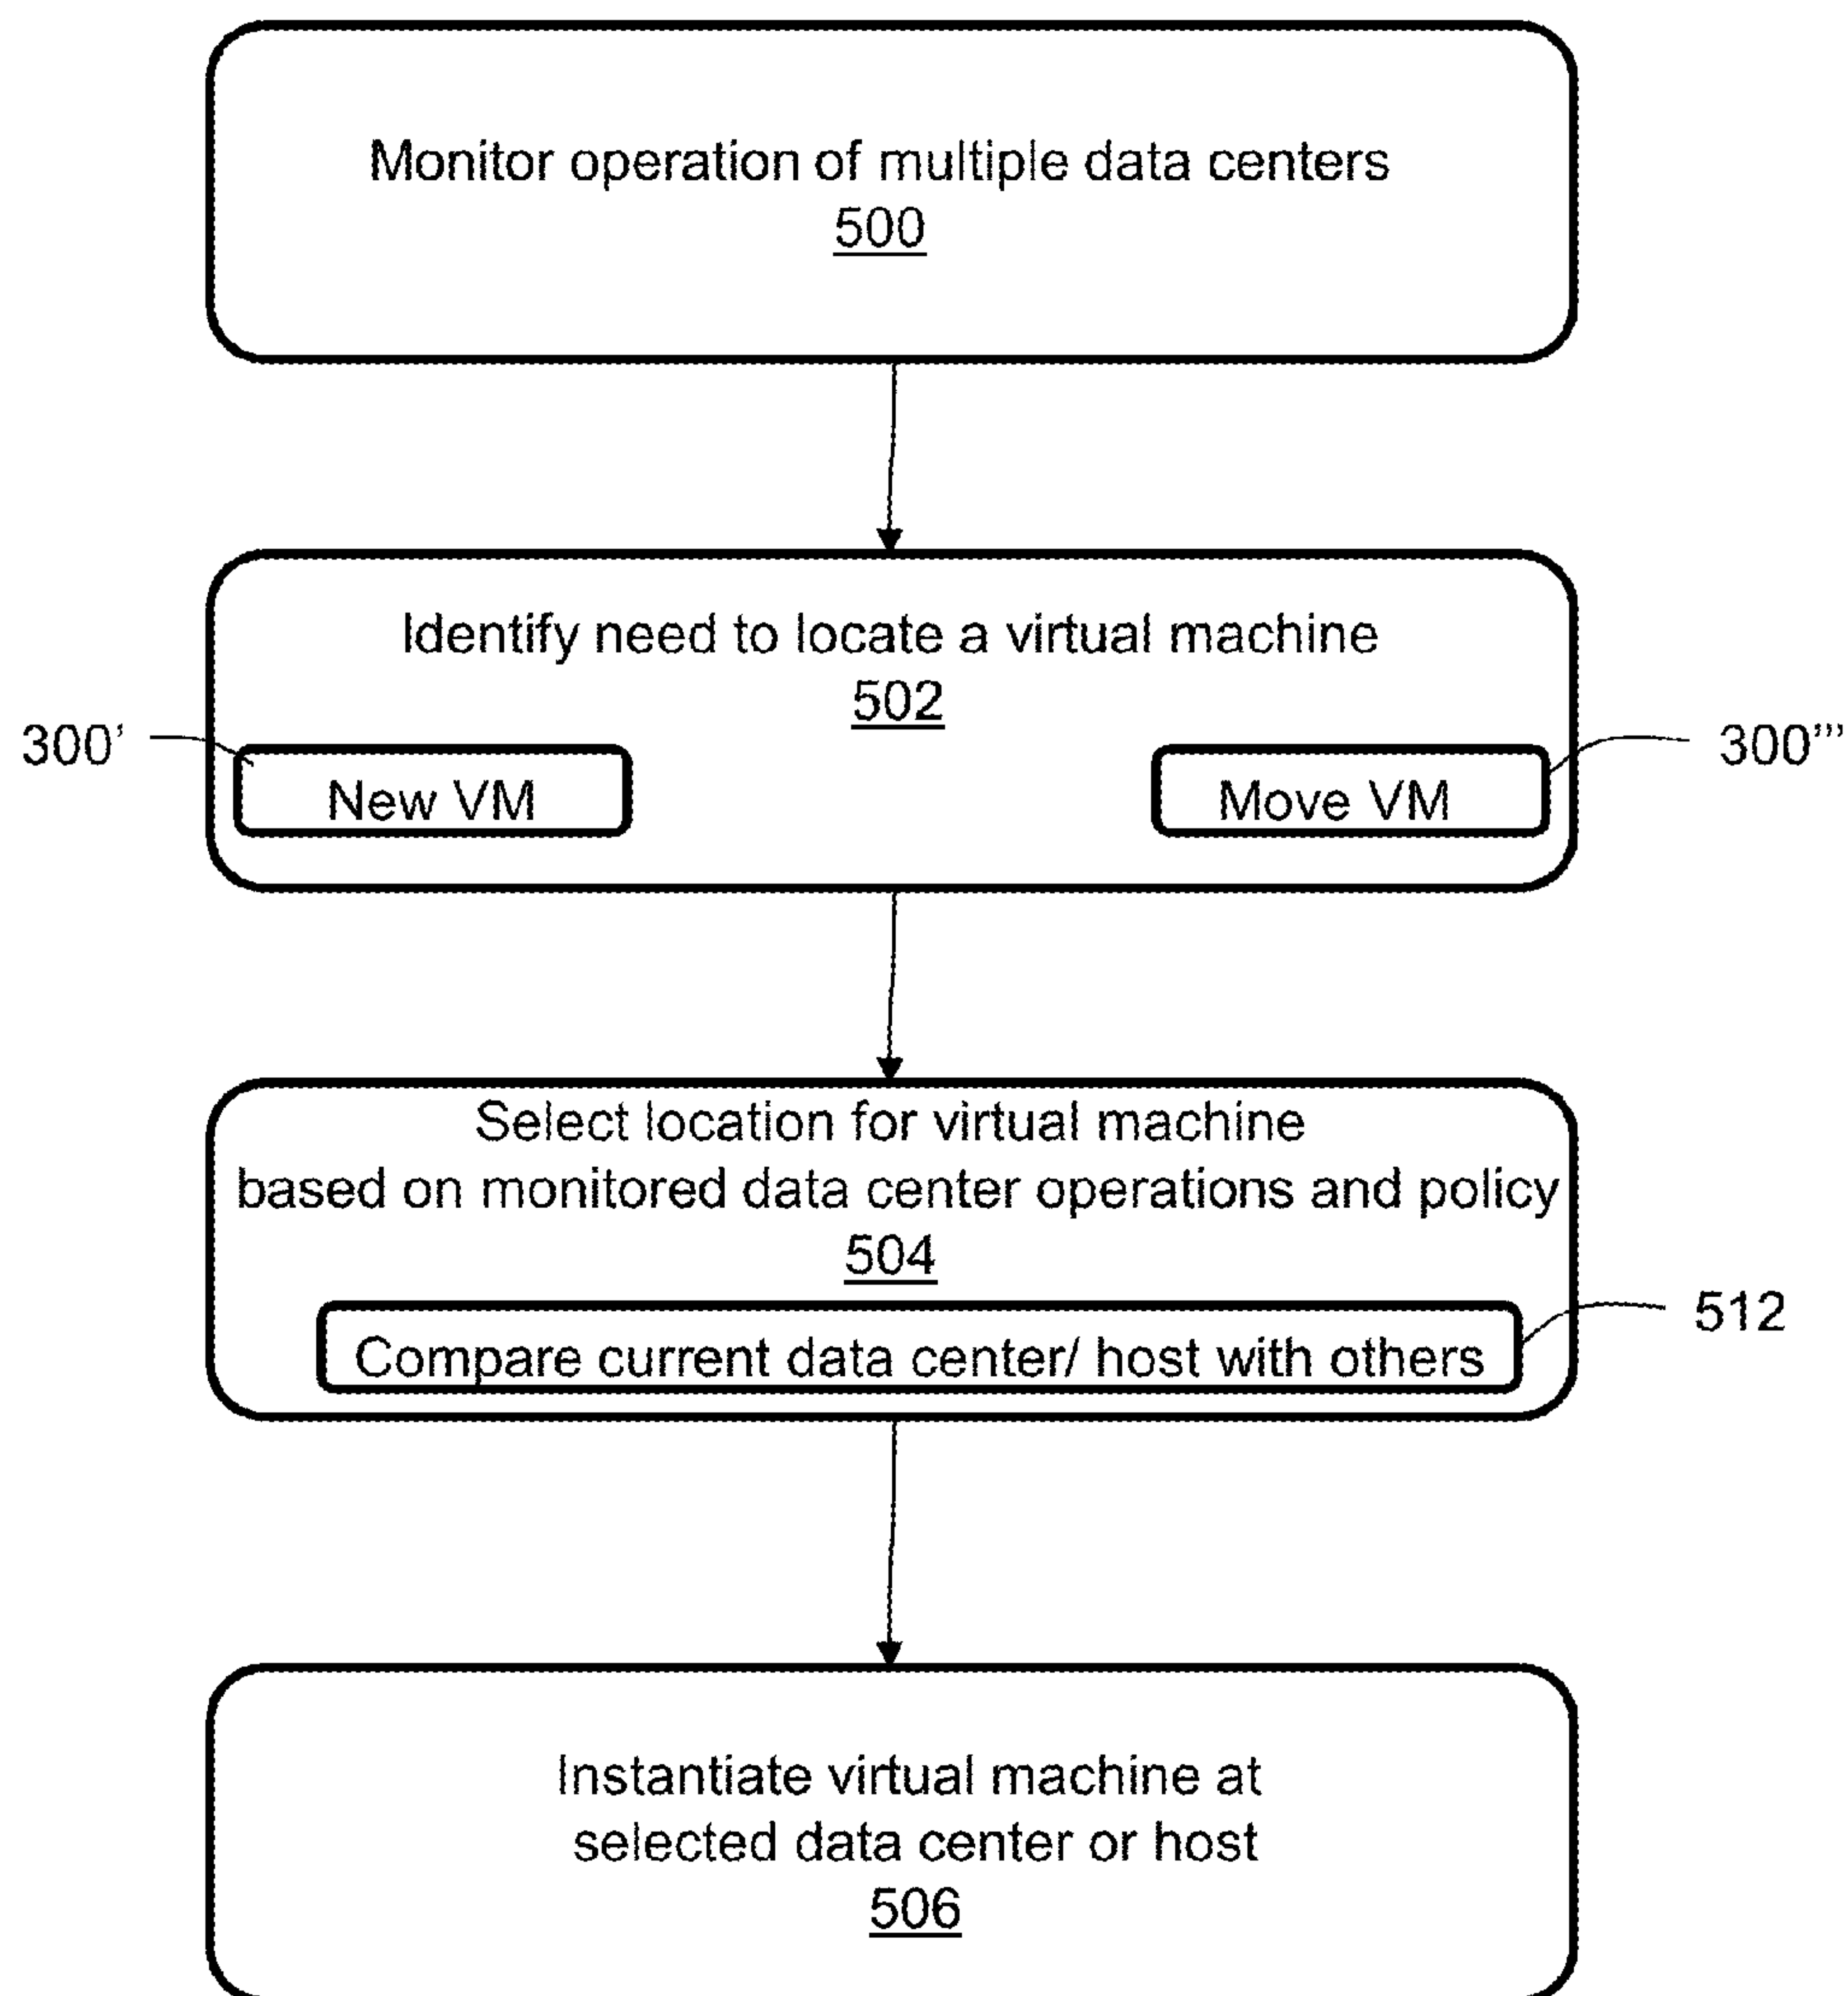 Monitor operation of multiple data centers
500
Identify need to locate a virtual machine
502
300’
New VM
Move VM
300’’’
Select location for virtual machine
based on monitored data center operations and policy
504
Compare current data center/ host with others
512
Instantiate virtual machine at
selected data center or host
506